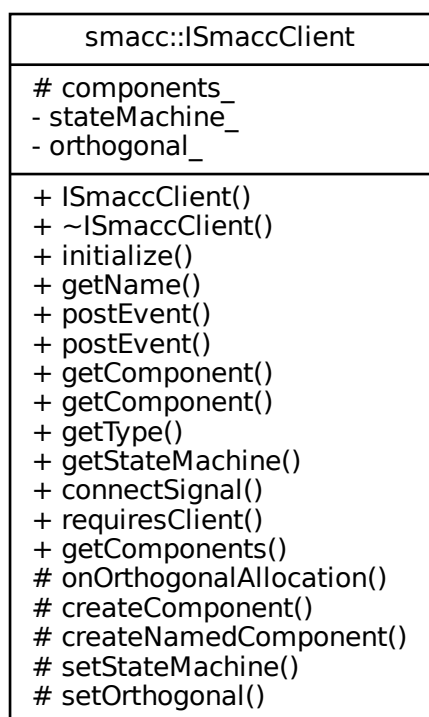 smacc::ISmaccClient
# components_
- stateMachine_
- orthogonal_
+ ISmaccClient()
+ ~ISmaccClient()
+ initialize()
+ getName()
+ postEvent()
+ postEvent()
+ getComponent()
+ getComponent()
+ getType()
+ getStateMachine()
+ connectSignal()
+ requiresClient()
+ getComponents()
# onOrthogonalAllocation()
# createComponent()
# createNamedComponent()
# setStateMachine()
# setOrthogonal()